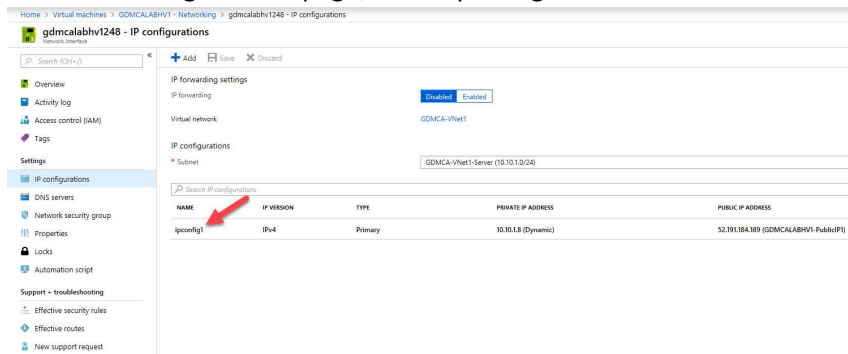 Home > Virtual machines > GDMCALABHV1 - Networking > gdmcalabhv1248 - IP configurations
gdmcalabhv1248 - IP configurations
Network interface
Search (Ctrl+/)
«
Add Save Discard
Overview
Activity log
Access control (IAM)
Tags
Settings
IP configurations
DNS servers
Network security group
Properties
Locks
Automation script
Support + troubleshooting
Effective security rules
Effective routes
New support request
IP forwarding settings
IP forwarding Disabled Enabled
Virtual network GDMCA-VNet1
IP configurations
* Subnet GDMCA-VNet1-Server (10.10.1.0/24)
Search IP configurations
NAME IP VERSION TYPE PRIVATE IP ADDRESS PUBLIC IP ADDRESS
ipconfig1 IPv4 Primary 10.10.1.8 (Dynamic) 52.191.184.189 (GDMCALABHV1-PublicIP1)